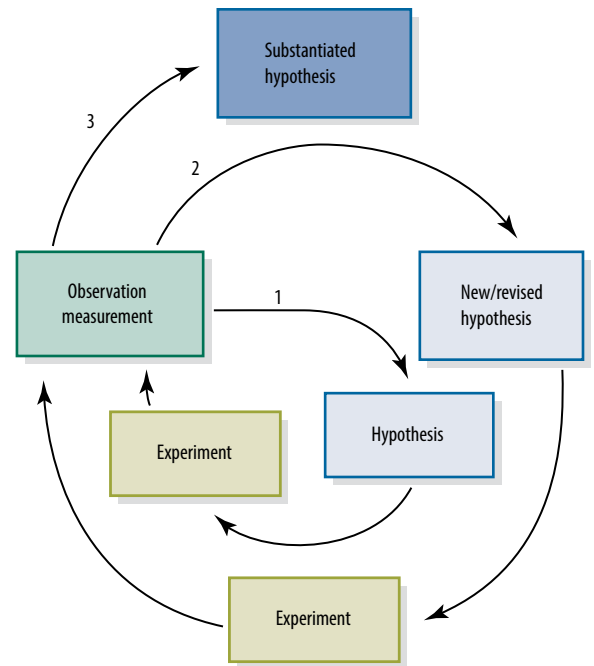 Substantiated
hypothesis
3
2
Observation
measurement
1
New/revised
hypothesis
Hypothesis
Experiment
Experiment